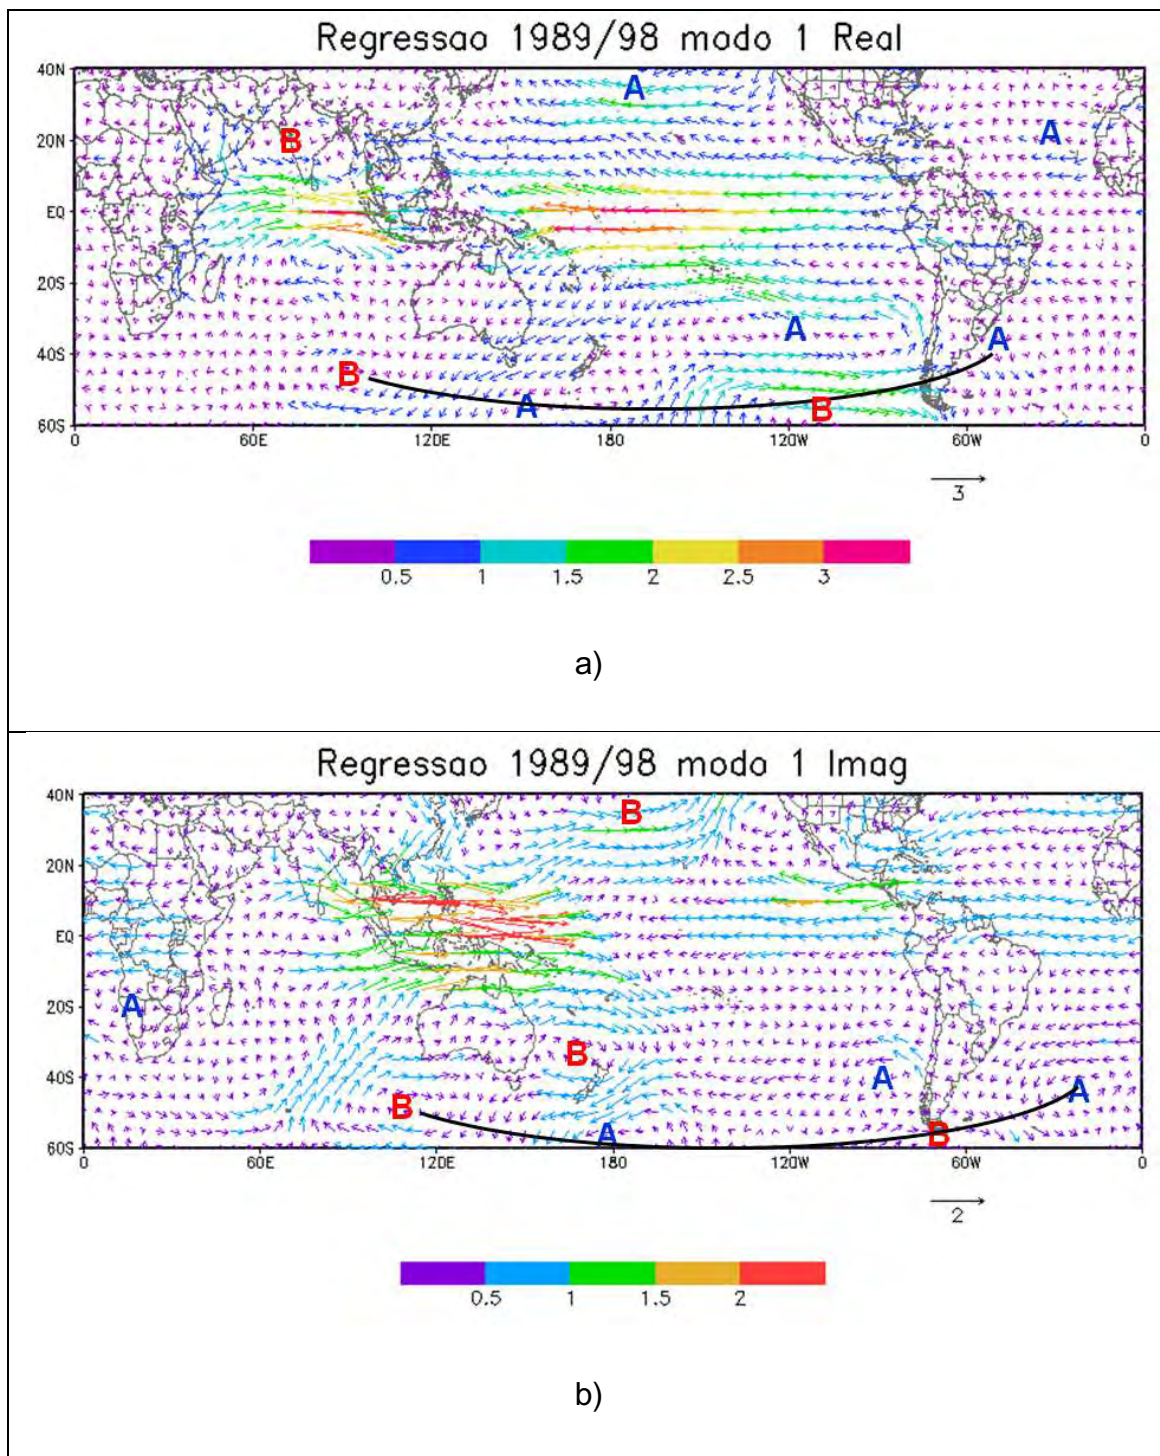 Regressao 1989/98 modo 1 Real
40N
A
B
A
20N
EQ
20S
A
A
40S
B
A
B
60S
0 60E 120E 180 120W 60W 0
3
0.5 1 1.5 2 2.5 3
a)
Regressao 1989/98 modo 1 Imag
40N
B
20N
EQ
20S
A
B
40S
A
A
B
A
B
60S
0 60E 120E 180 120W 60W 0
2
0.5 1 1.5 2
b)